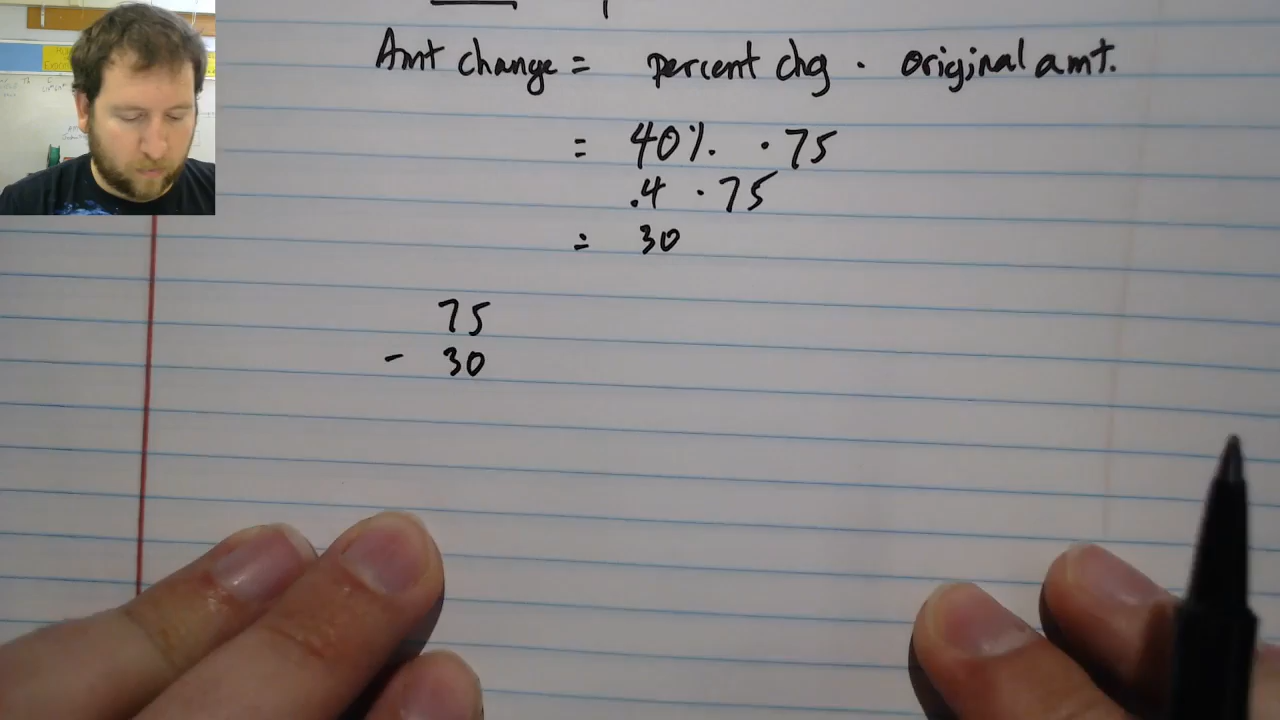 Amt change = percent chg · original amt.
= 40% · 75
.4 · 75
= 30
75
- 30